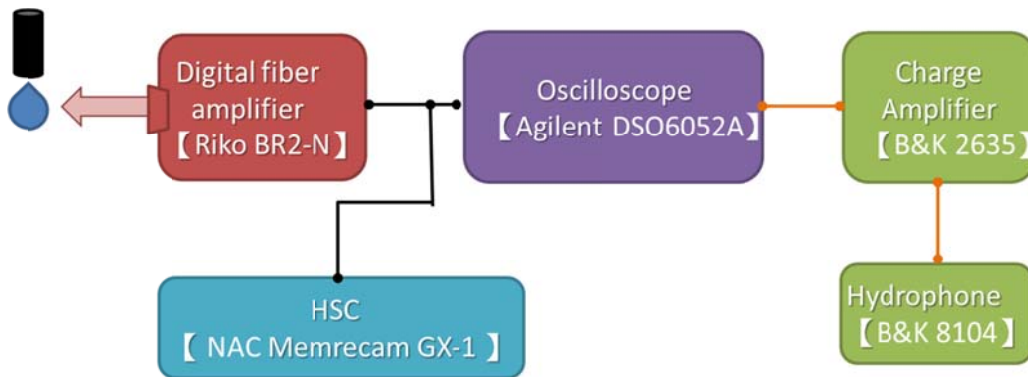 Digital fiber
amplifier
【Riko BR2-N】
Oscilloscope
【Agilent DSO6052A】
Charge
Amplifier
【B&K 2635】
HSC
【 NAC Memrecam GX-1 】
Hydrophone
【B&K 8104】